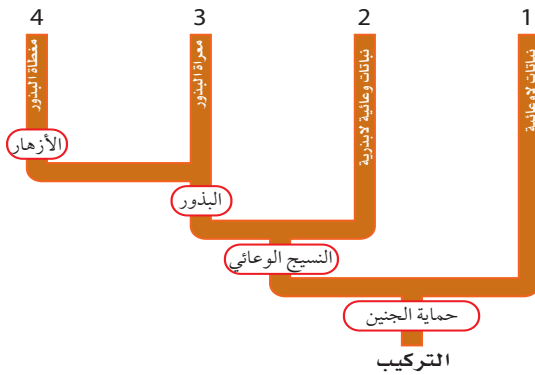 1
2
3
4
نباتات لاوعائية
نباتات وعائية لابذرية
معراة البذور
مغطاة البذور
الأزهار
البذور
النسيج الوعائي
حماية الجنين
التركيب